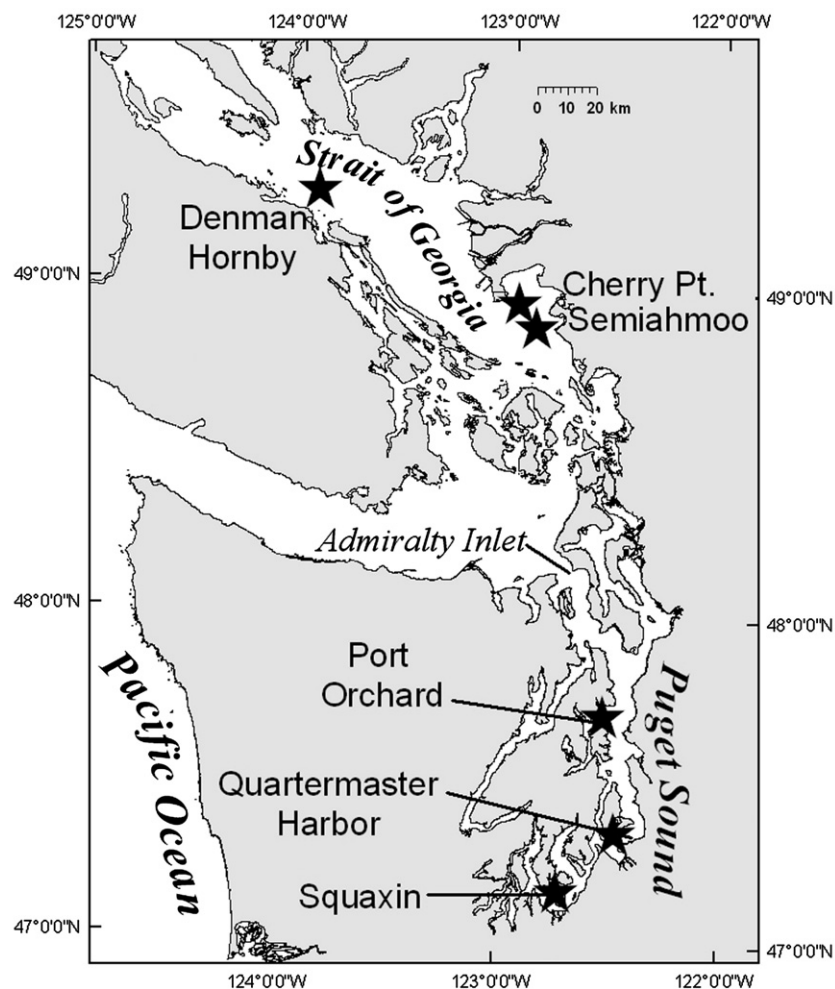 125°0'0"W 124°0'0"W 123°0'0"W 122°0'0"W
0 10 20 km
Strait of Georgia
Denman
Hornby
49°0'0"N
Cherry Pt.
49°0'0"N
Semiahmoo
Admiralty Inlet
48°0'0"N
48°0'0"N
Port
Orchard
Pacific Ocean
Puget Sound
Quartermaster
Harbor
Squaxin
47°0'0"N
47°0'0"N
124°0'0"W 123°0'0"W 122°0'0"W